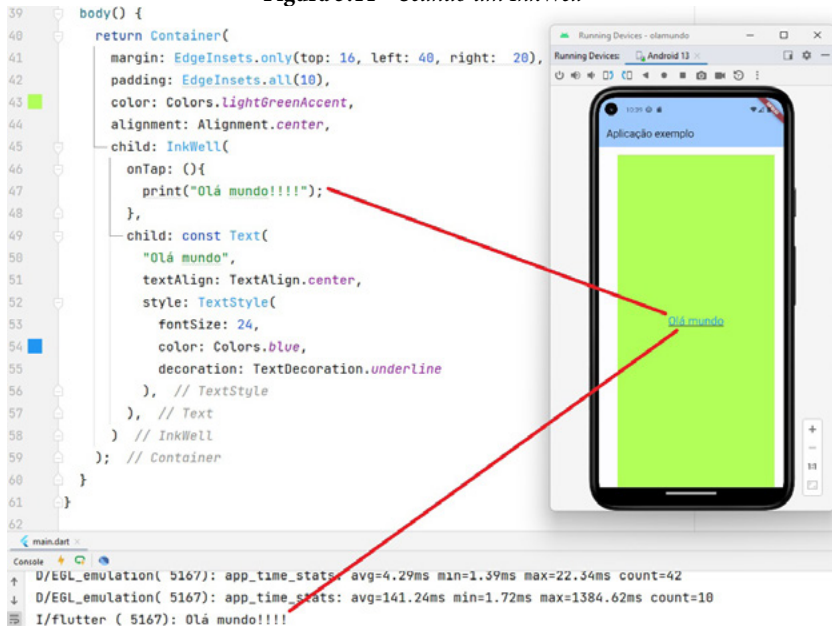 39 body() {
40 return Container(
41 margin: EdgeInsets.only(top: 16, left: 40, right: 20),
42 padding: EdgeInsets.all(10),
43 color: Colors.lightGreenAccent,
44 alignment: Alignment.center,
45 child: InkWell(
46 onTap: (){
47 print("Olá mundo!!!!");
48 },
49 child: const Text(
50 "Olá mundo",
51 textAlign: TextAlign.center,
52 style: TextStyle(
53 fontSize: 24,
54 color: Colors.blue,
55 decoration: TextDecoration.underline
56 ), // TextStyle
57 ), // Text
58 ) // InkWell
59 ); // Container
60 }
61 }
62
Running Devices - olamundo
Running Devices: Android 13
10:39
Aplicação exemplo
Olá mundo
1:1
main.dart
Console
D/EGL_emulation( 5167): app_time_stats: avg=4.29ms min=1.39ms max=22.34ms count=42
D/EGL_emulation( 5167): app_time_stats: avg=141.24ms min=1.72ms max=1384.62ms count=10
I/flutter ( 5167): Olá mundo!!!!